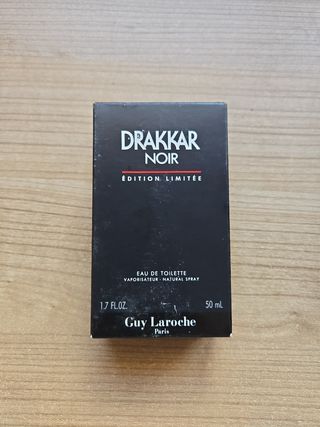 DRAKKAR
NOIR
ÉDITION LIMITÉE
EAU DE TOILETTE
VAPORISATEUR - NATURAL SPRAY
1.7 FL.OZ. 50 mL
Guy Laroche
Paris